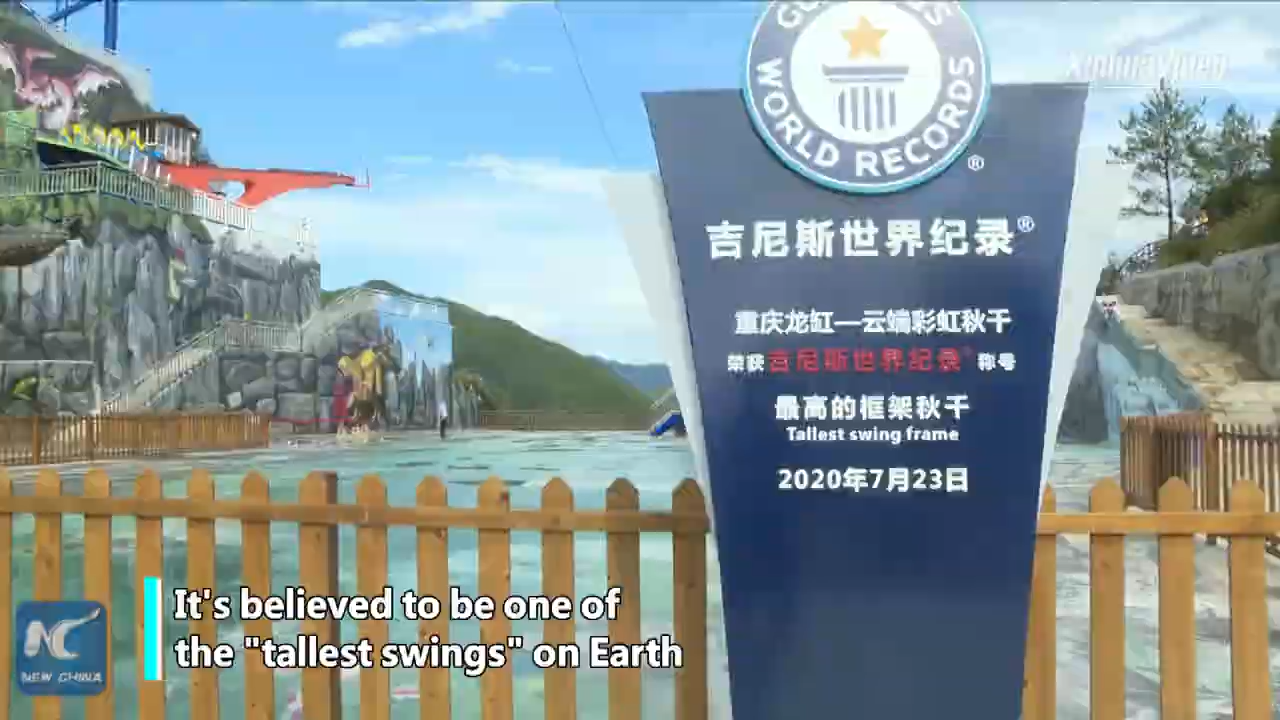 GUINNESS WORLD RECORDS
®
XinhuaVideo
吉尼斯世界纪录®
重庆龙缸—云端彩虹秋千
荣获吉尼斯世界纪录®称号
最高的框架秋千
Tallest swing frame
2020年7月23日
It's believed to be one of
the "tallest swings" on Earth
NC
NEW CHINA